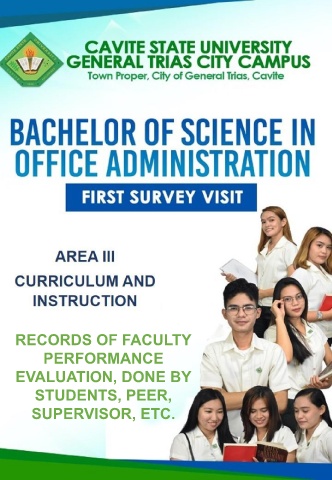 CAVITE STATE UNIVERSITY
GENERAL TRIAS CITY CAMPUS
Town Proper, City of General Trias, Cavite
BACHELOR OF SCIENCE IN
OFFICE ADMINISTRATION
FIRST SURVEY VISIT
AREA III
CURRICULUM AND
INSTRUCTION
RECORDS OF FACULTY
PERFORMANCE
EVALUATION, DONE BY
STUDENTS, PEER,
SUPERVISOR, ETC.